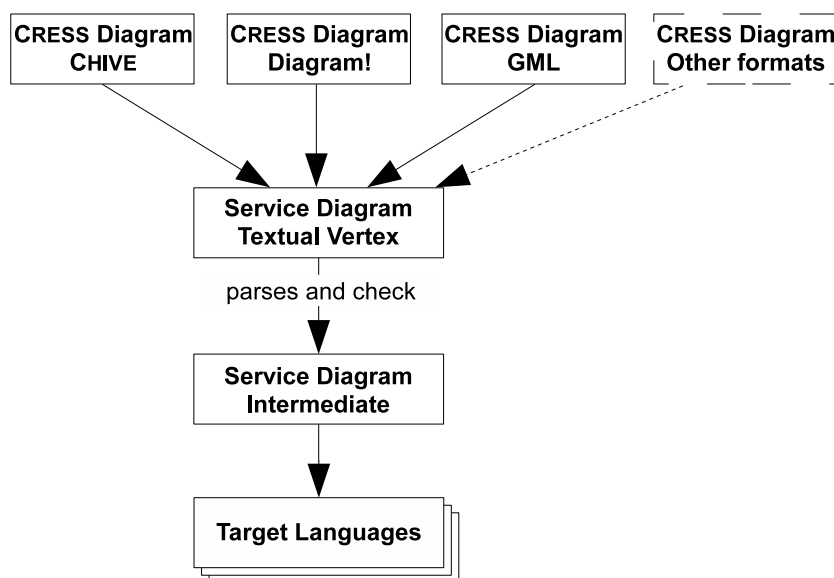 CRESS Diagram
CHIVE
CRESS Diagram
Diagram!
CRESS Diagram
GML
CRESS Diagram
Other formats
Service Diagram
Textual Vertex
parses and check
Service Diagram
Intermediate
Target Languages